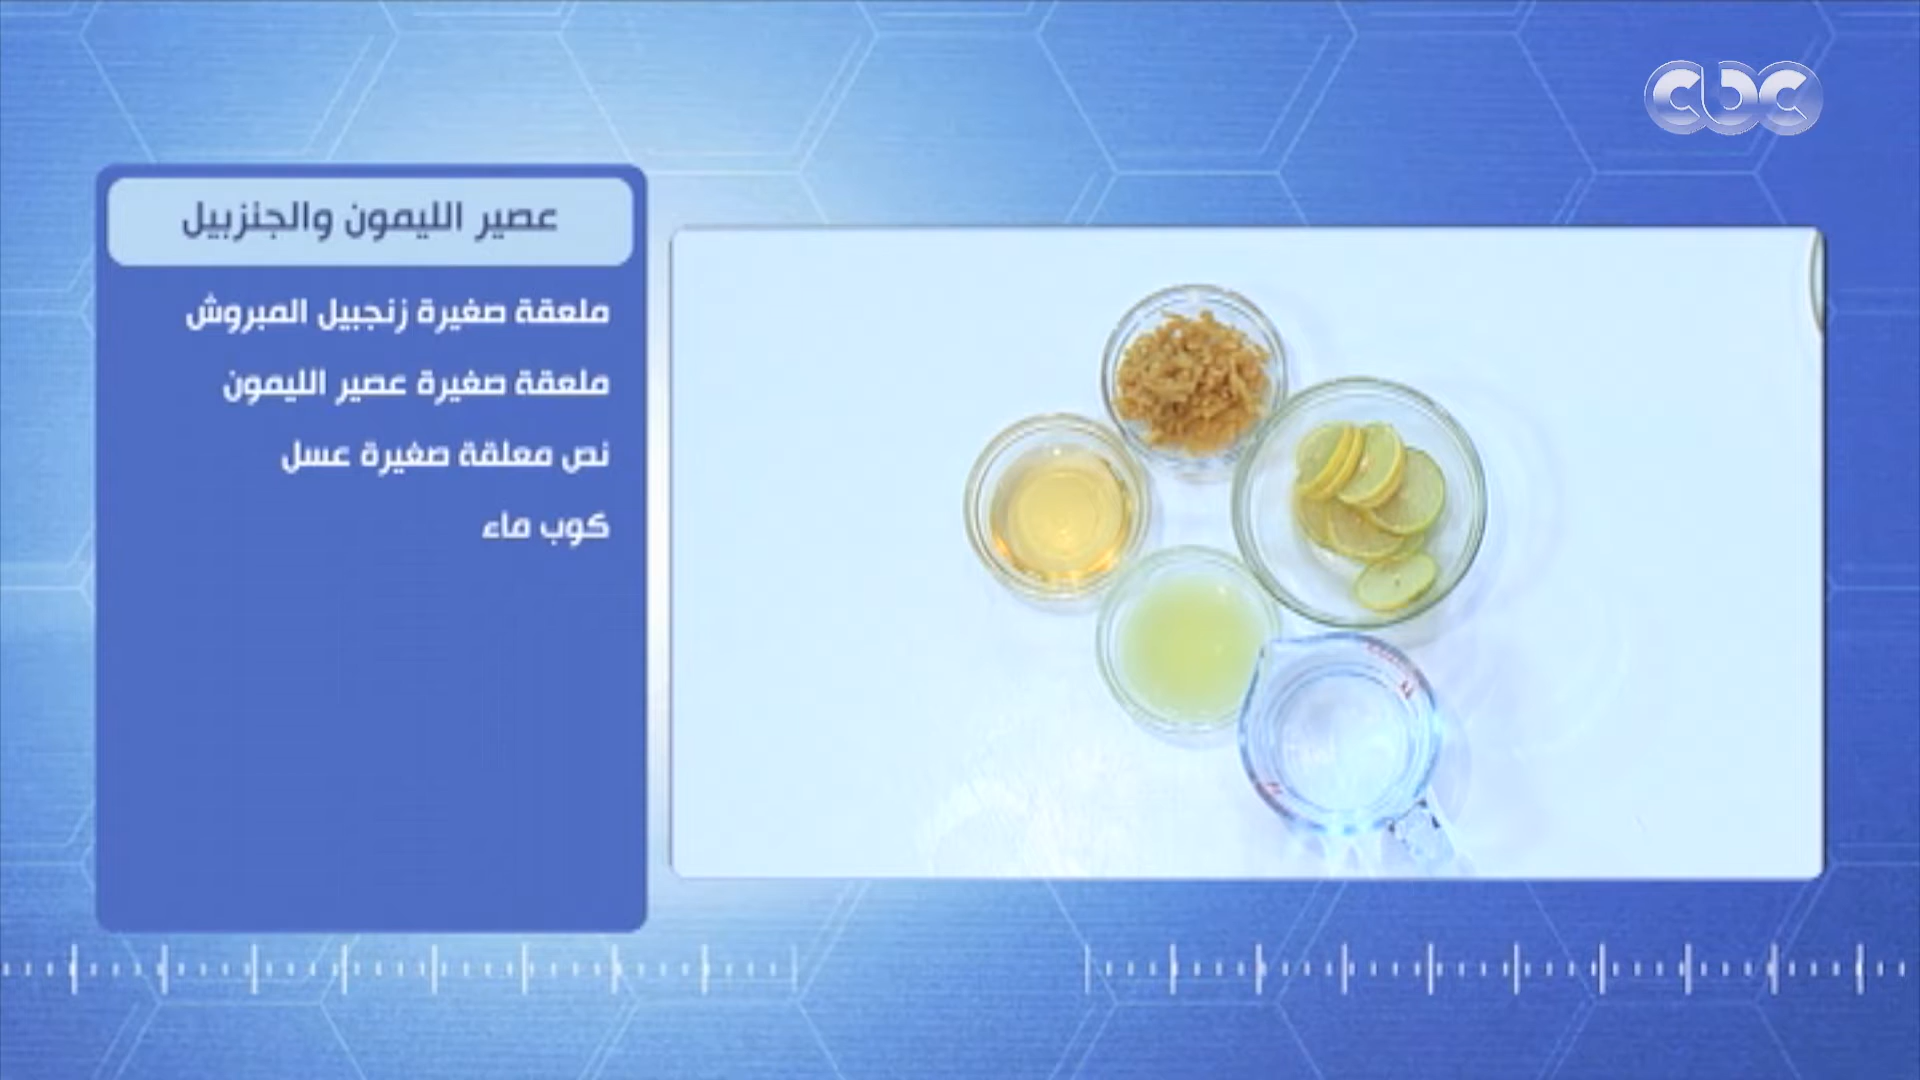 cbc
عصير الليمون والجنزبيل
ملعقة صغيرة زنجبيل المبروش
ملعقة صغيرة عصير الليمون
نص معلقة صغيرة عسل
كوب ماء